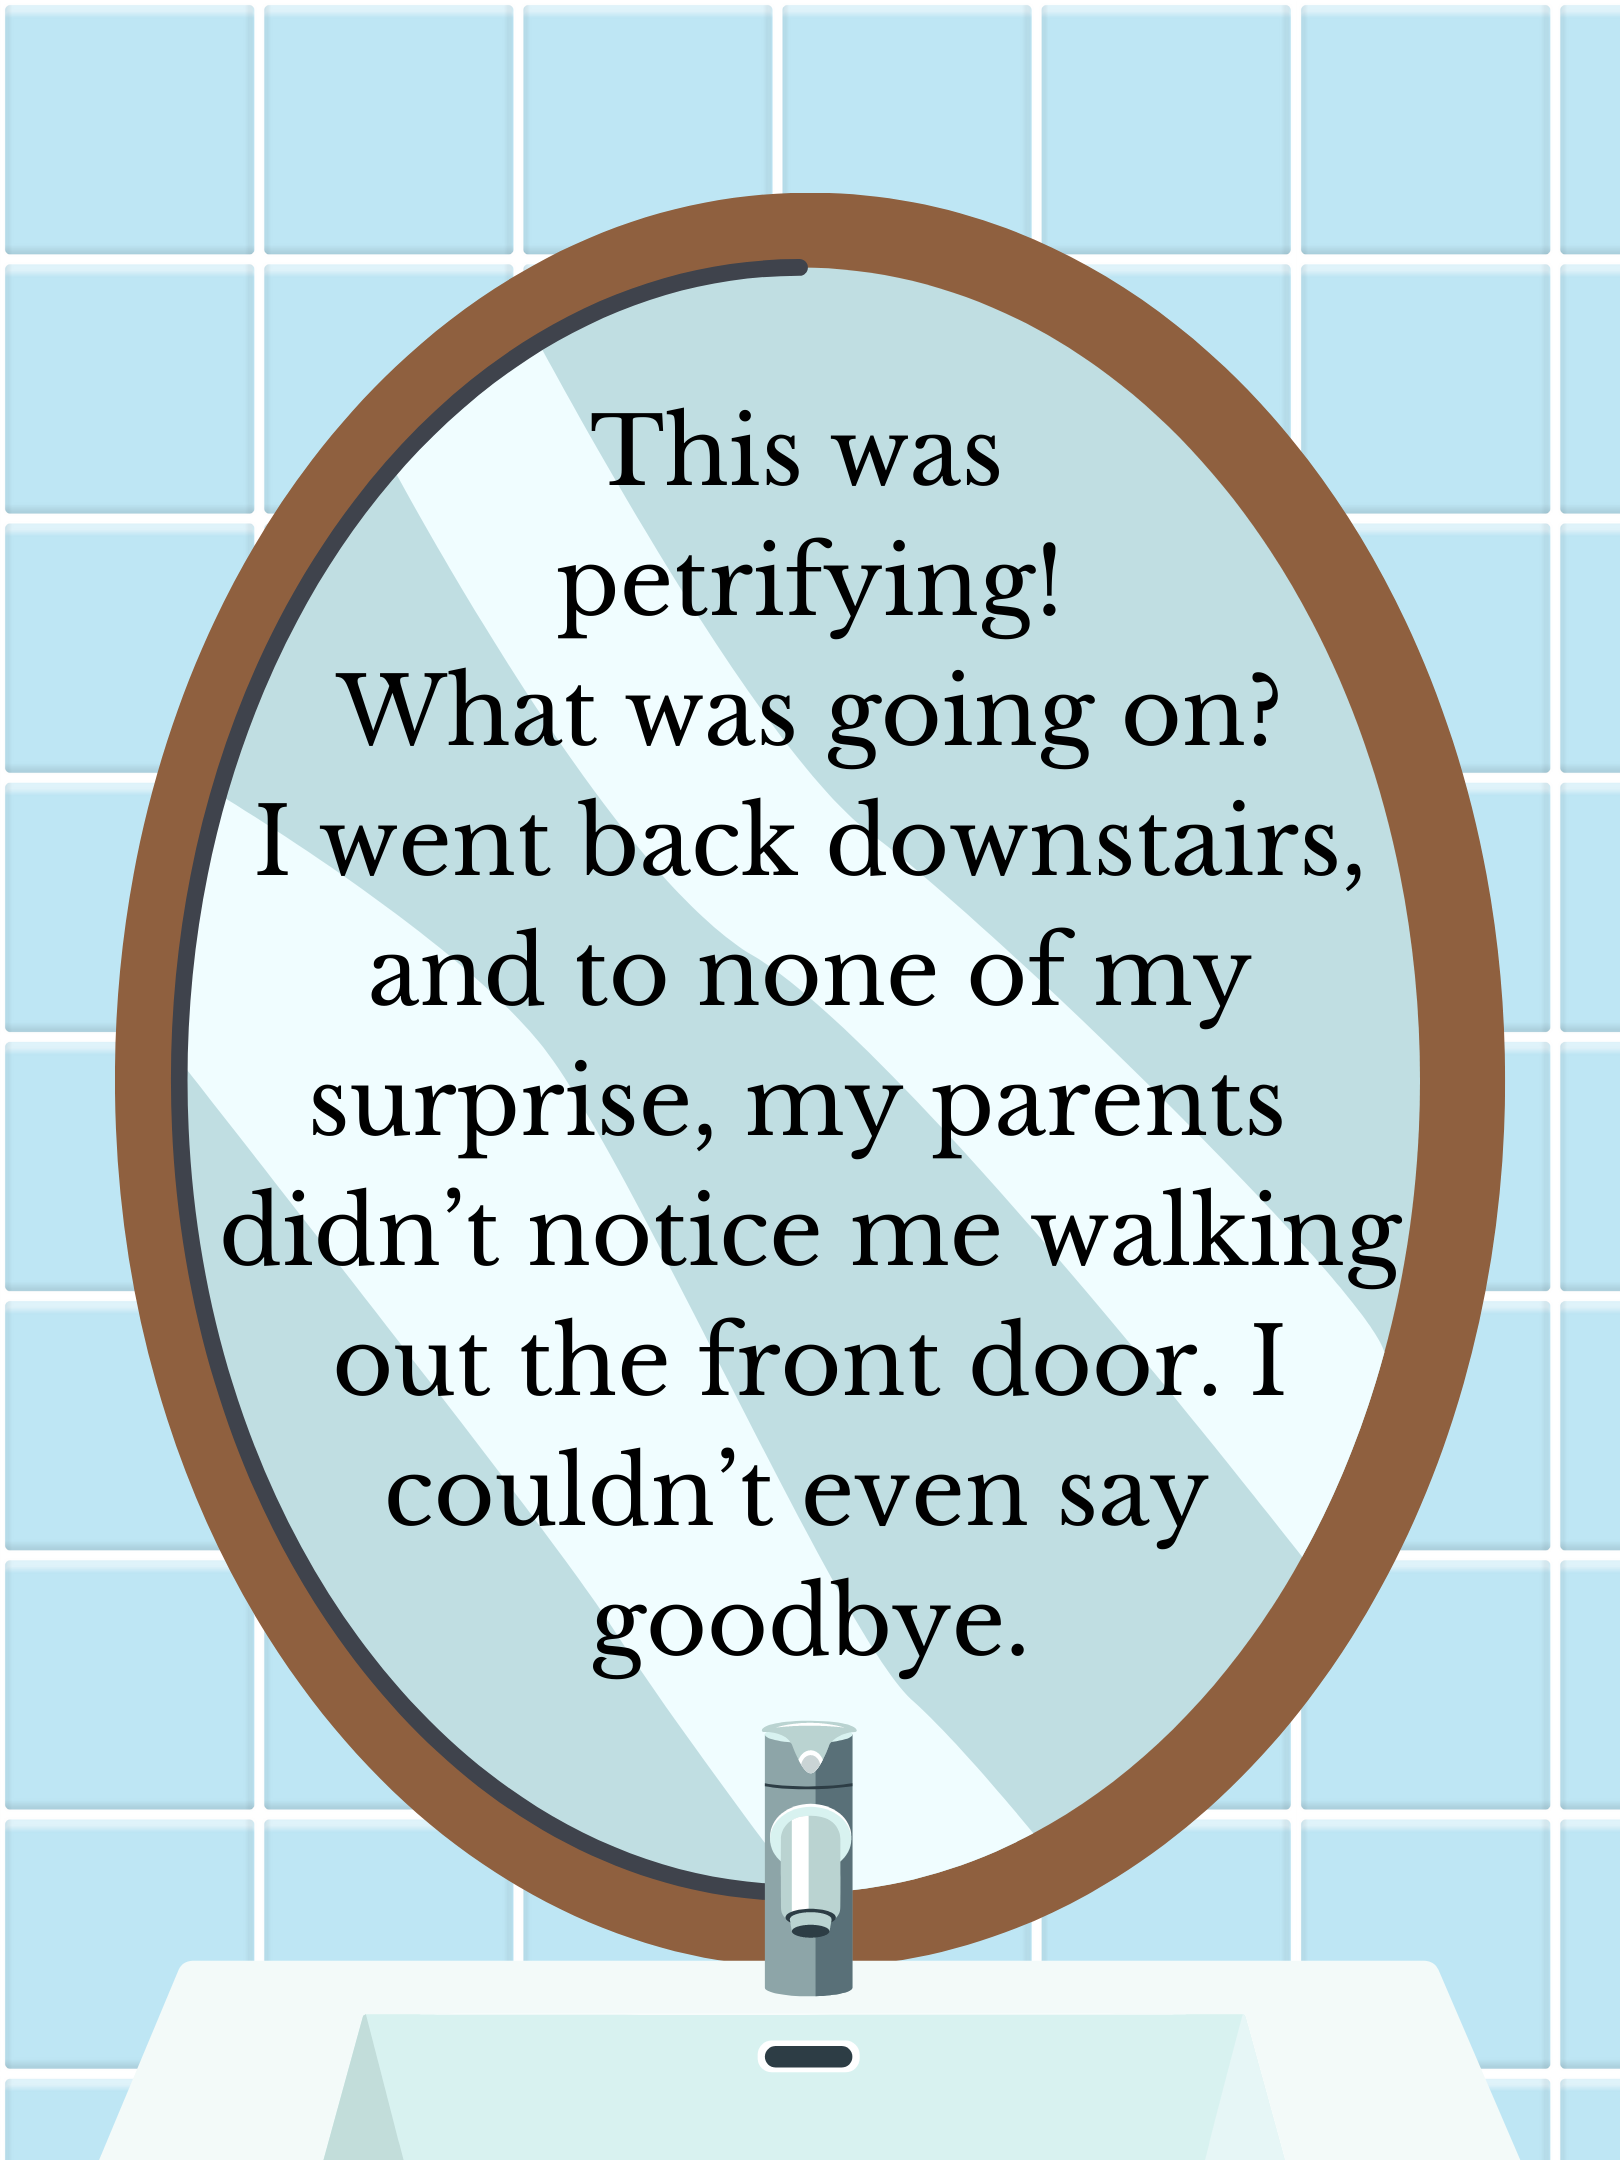 This was
petrifying!
What was going on?
I went back downstairs,
and to none of my
surprise, my parents
didn’t notice me walking
out the front door. I
couldn’t even say
goodbye.